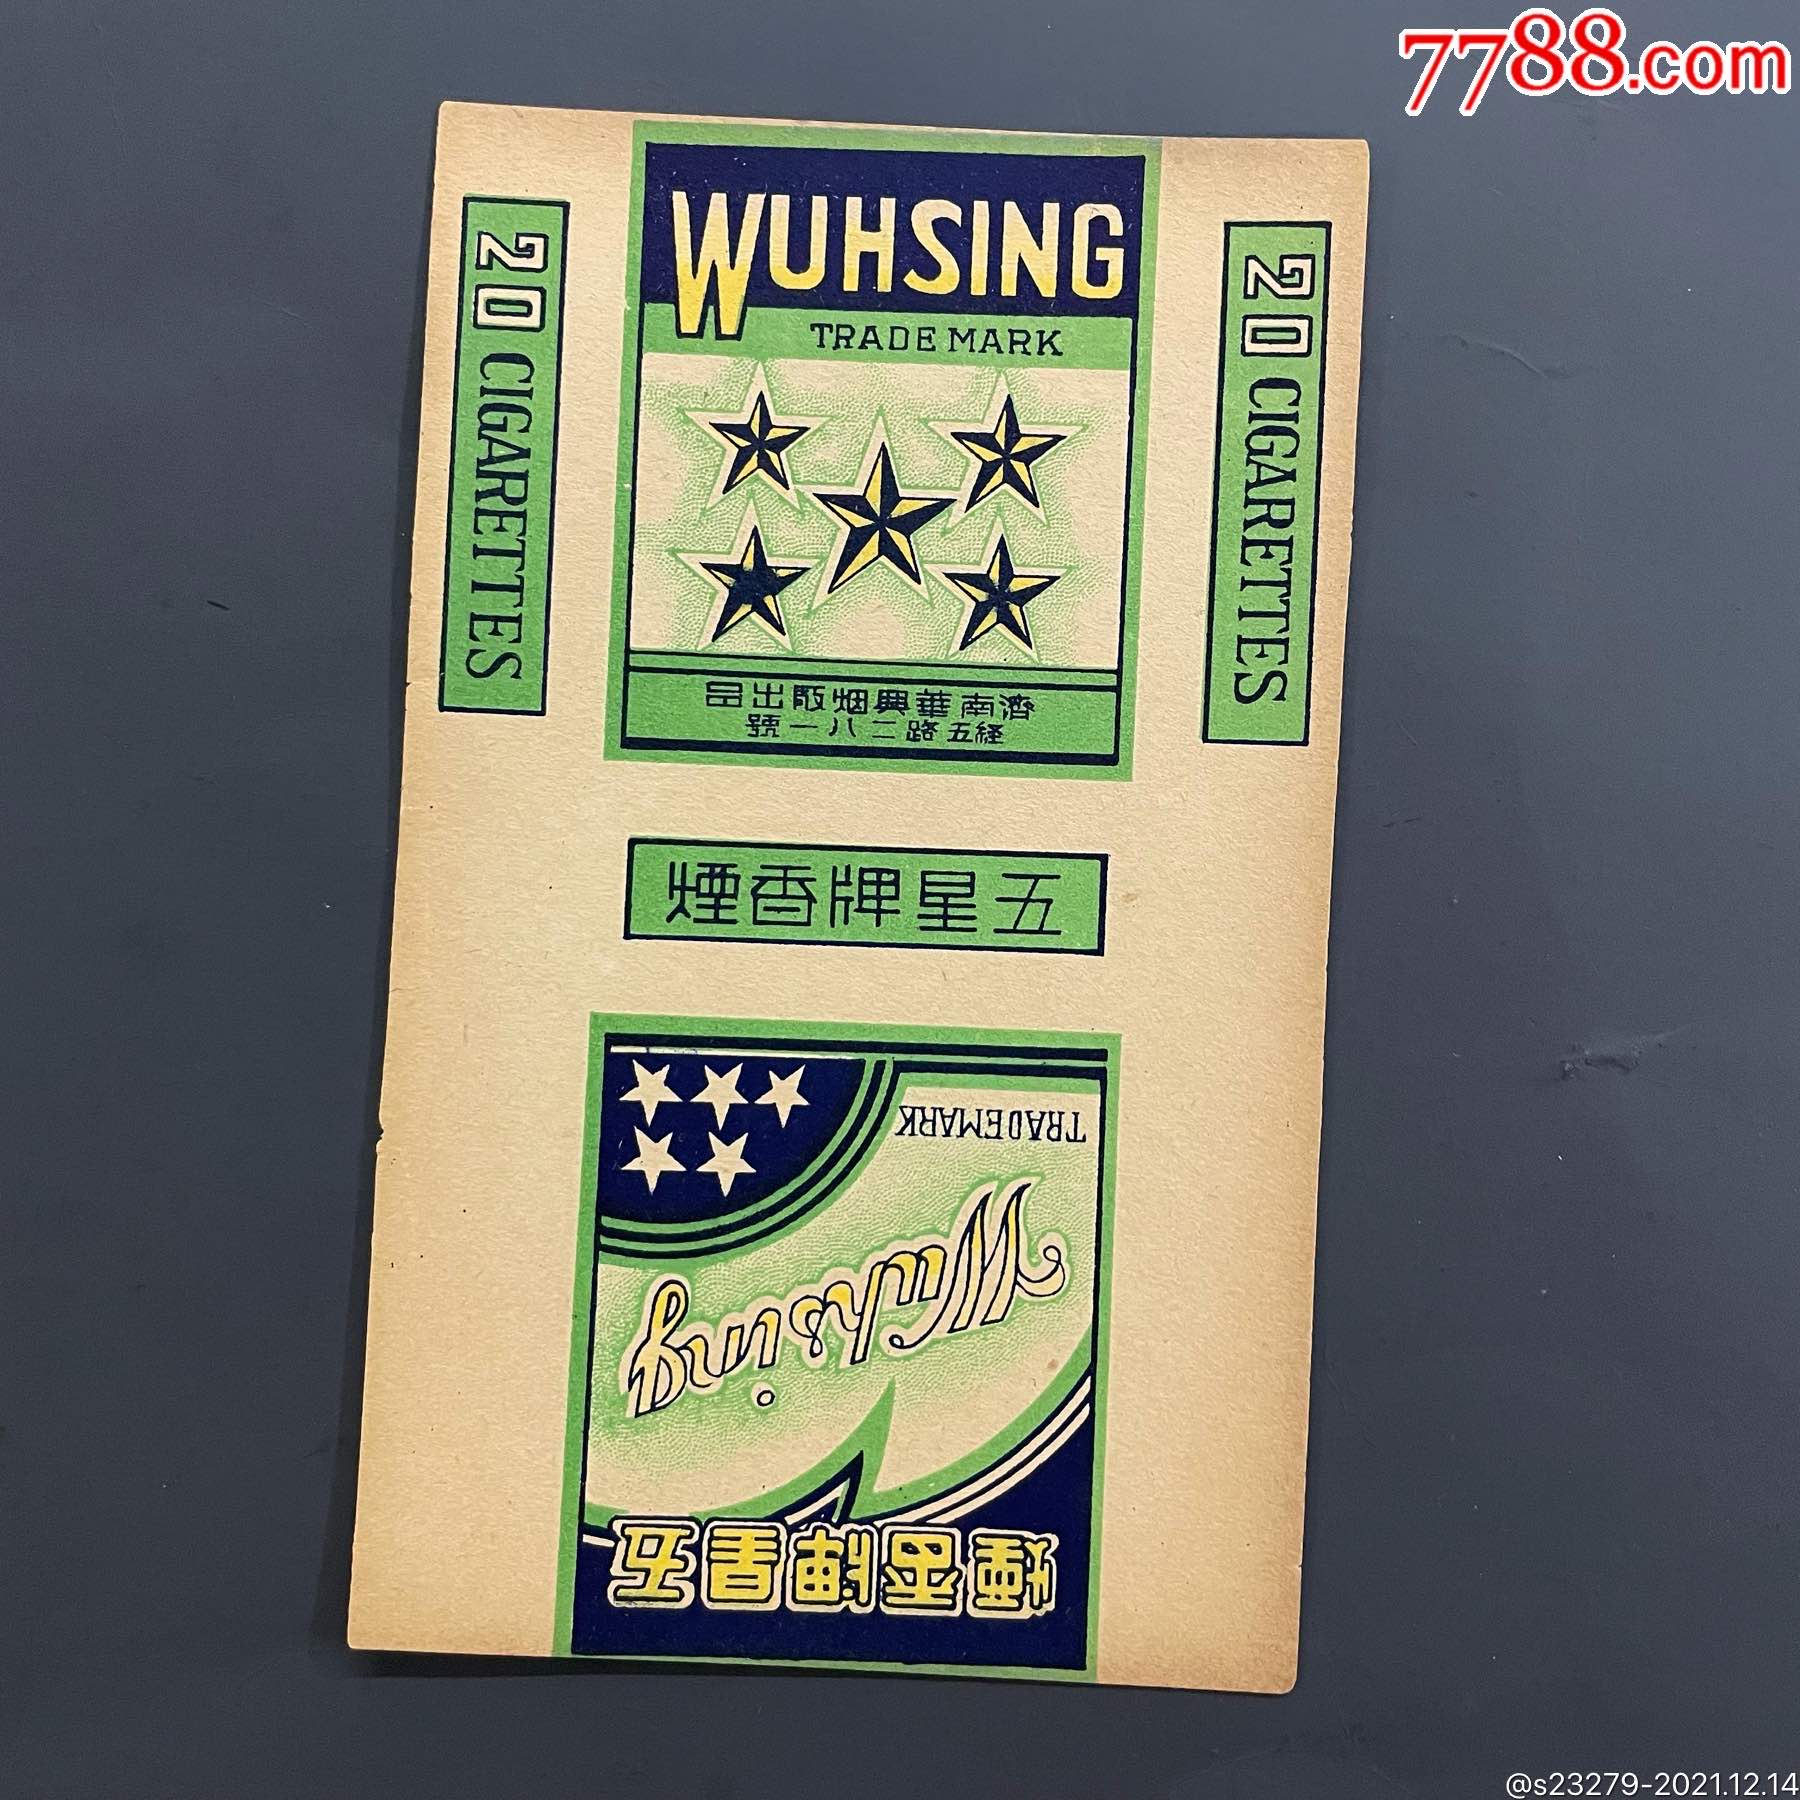 7788.com
WUHSING
TRADE MARK
20 CIGARETTES
20 CIGARETTES
濟南華興烟厰出品
経五路二八一號
五星牌香煙
TRADEMARK
Wuhsing
五星牌香煙
@s23279-2021.12.14